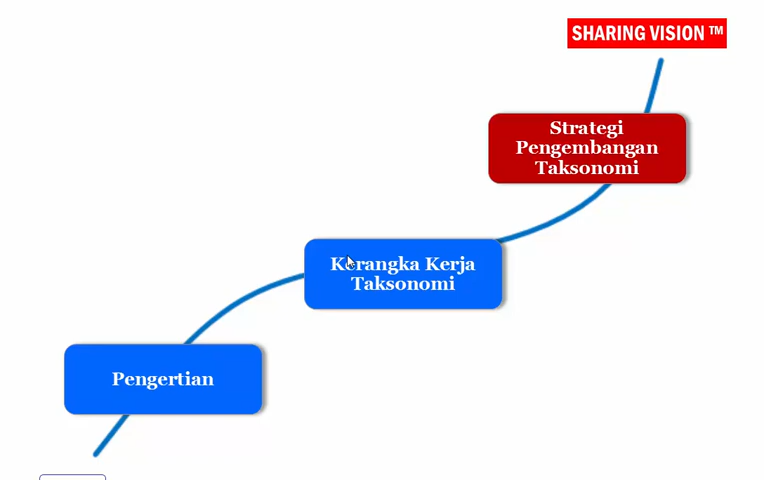 SHARING VISION ™
Strategi
Pengembangan
Taksonomi
Kerangka Kerja
Taksonomi
Pengertian